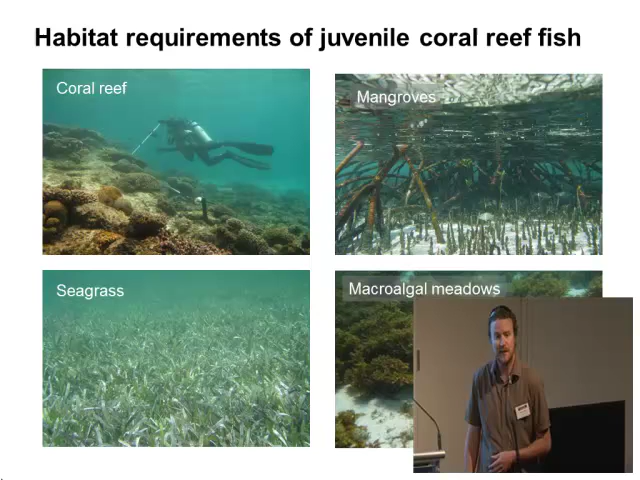 Habitat requirements of juvenile coral reef fish
Coral reef
Mangroves
Seagrass
Macroalgal meadows